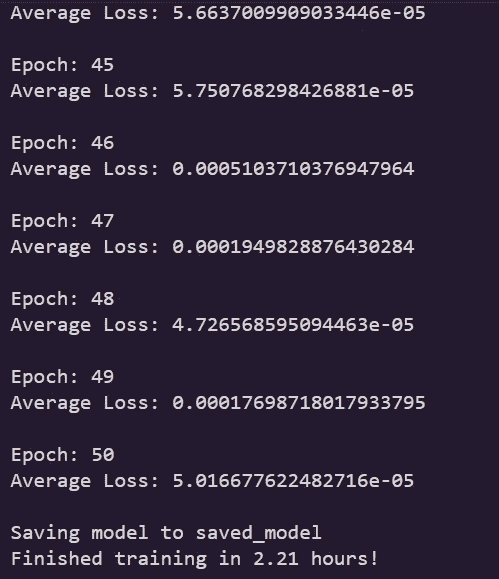 Average Loss: 5.6637009909033446e-05
Epoch: 45
Average Loss: 5.750768298426881e-05
Epoch: 46
Average Loss: 0.0005103710376947964
Epoch: 47
Average Loss: 0.0001949828876430284
Epoch: 48
Average Loss: 4.726568595094463e-05
Epoch: 49
Average Loss: 0.00017698718017933795
Epoch: 50
Average Loss: 5.016677622482716e-05
Saving model to saved_model
Finished training in 2.21 hours!